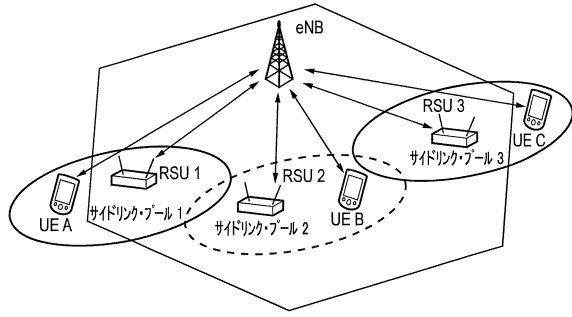 eNB
RSU 3
UE C
サイドリンク・プール 3
RSU 1
RSU 2
UE A
サイドリンク・プール 1
UE B
サイドリンク・プール 2